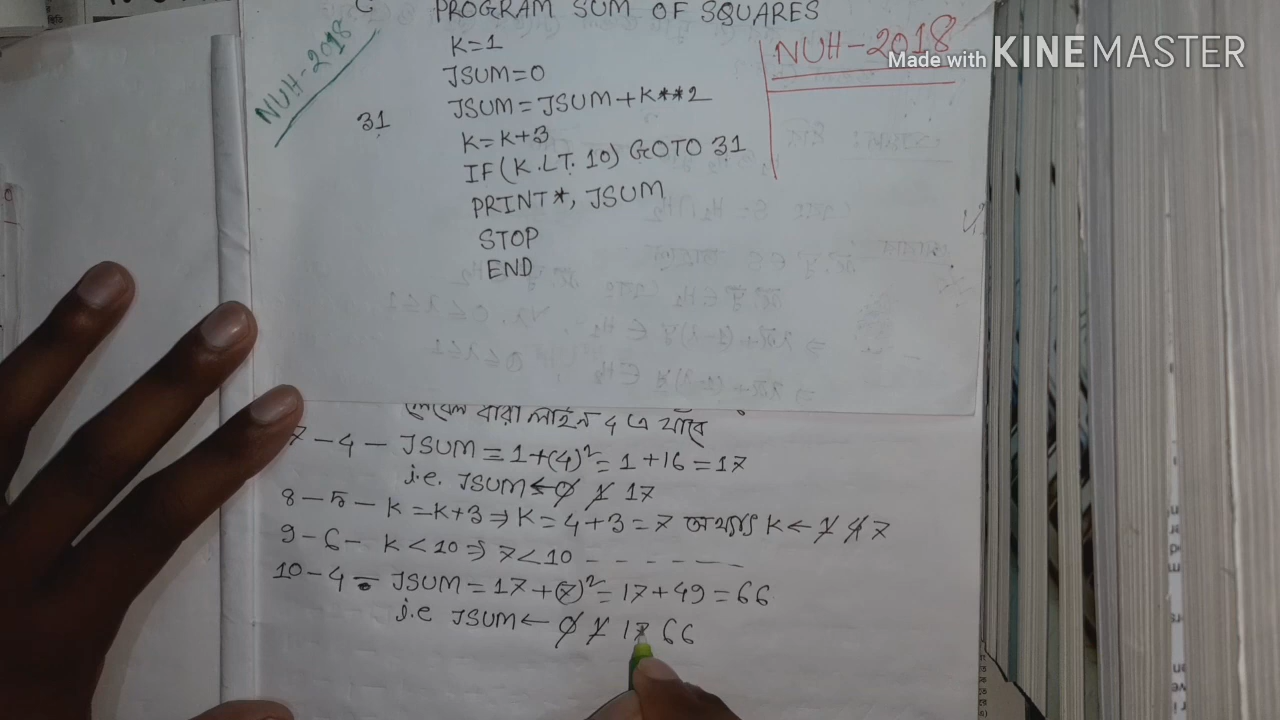 C PROGRAM SUM OF SQUARES
NUH-2018
NUH-2018
Made with KINEMASTER
K=1
JSUM=0
31 JSUM=JSUM+K**2
K=K+3
IF(K.LT.10) GOTO 31
PRINT*, JSUM
STOP
END
লেবেল দ্বারা লাইন 4 এ যাবে
7-4- JSUM = 1+(4)² = 1+16 = 17
i.e. JSUM ← 0 1 17
8-5- K=K+3 ⇒ K=4+3=7 অর্থাৎ K ← 1 4 7
9-6- K<10 ⇒ 7<10 -------
10-4- JSUM = 17+(7)² = 17+49 = 66
i.e JSUM ← 0 1 17 66